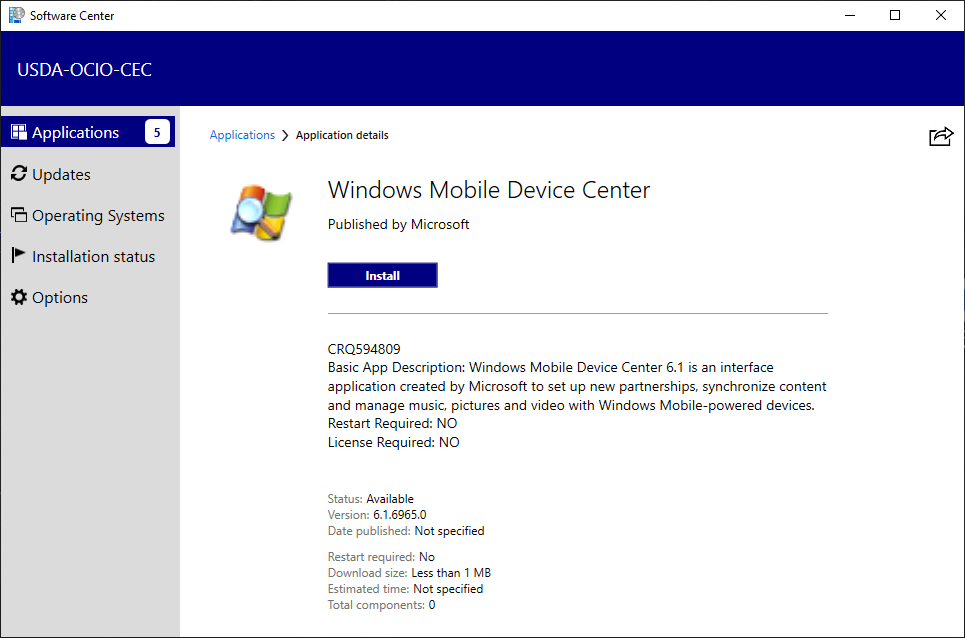 Software Center
USDA-OCIO-CEC
Applications
5
Updates
Operating Systems
Installation status
Options
Applications > Application details
Windows Mobile Device Center
Published by Microsoft
Install
CRQ594809
Basic App Description: Windows Mobile Device Center 6.1 is an interface
application created by Microsoft to set up new partnerships, synchronize content
and manage music, pictures and video with Windows Mobile-powered devices.
Restart Required: NO
License Required: NO
Status: Available
Version: 6.1.6965.0
Date published: Not specified
Restart required: No
Download size: Less than 1 MB
Estimated time: Not specified
Total components: 0